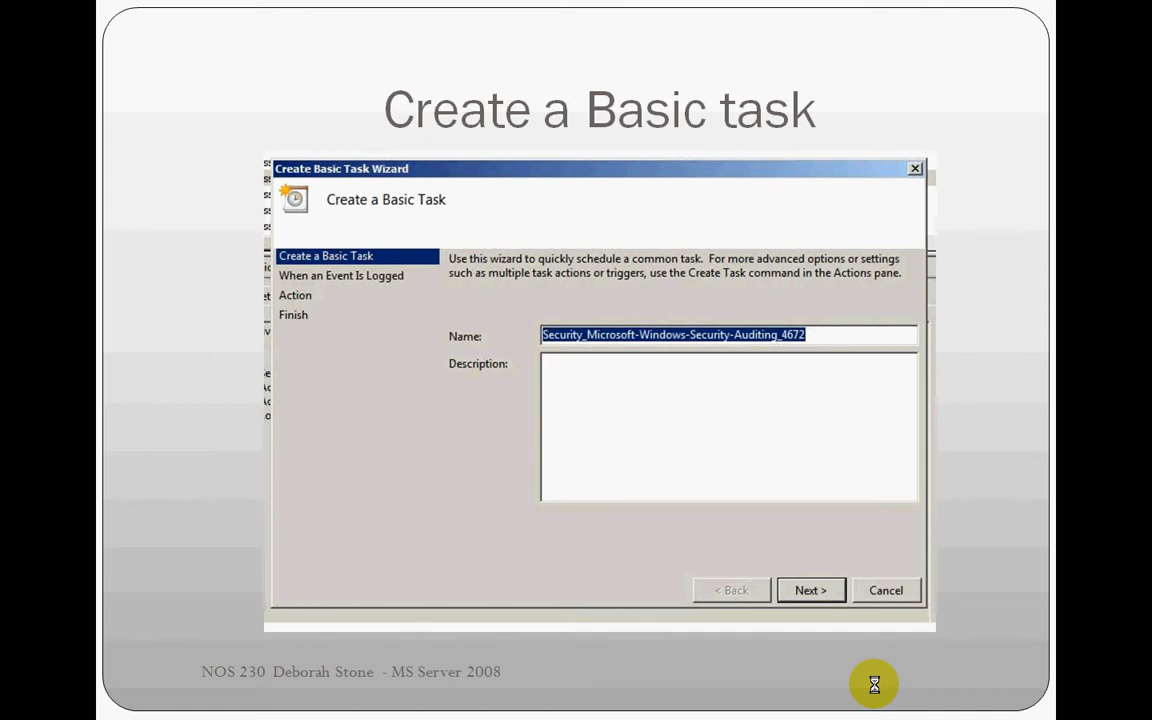 Create a Basic task
Create Basic Task Wizard
Create a Basic Task
Create a Basic Task
When an Event Is Logged
Action
Finish
Use this wizard to quickly schedule a common task. For more advanced options or settings
such as multiple task actions or triggers, use the Create Task command in the Actions pane.
Name:
Security_Microsoft-Windows-Security-Auditing_4672
Description:
< Back
Next >
Cancel
NOS 230 Deborah Stone - MS Server 2008